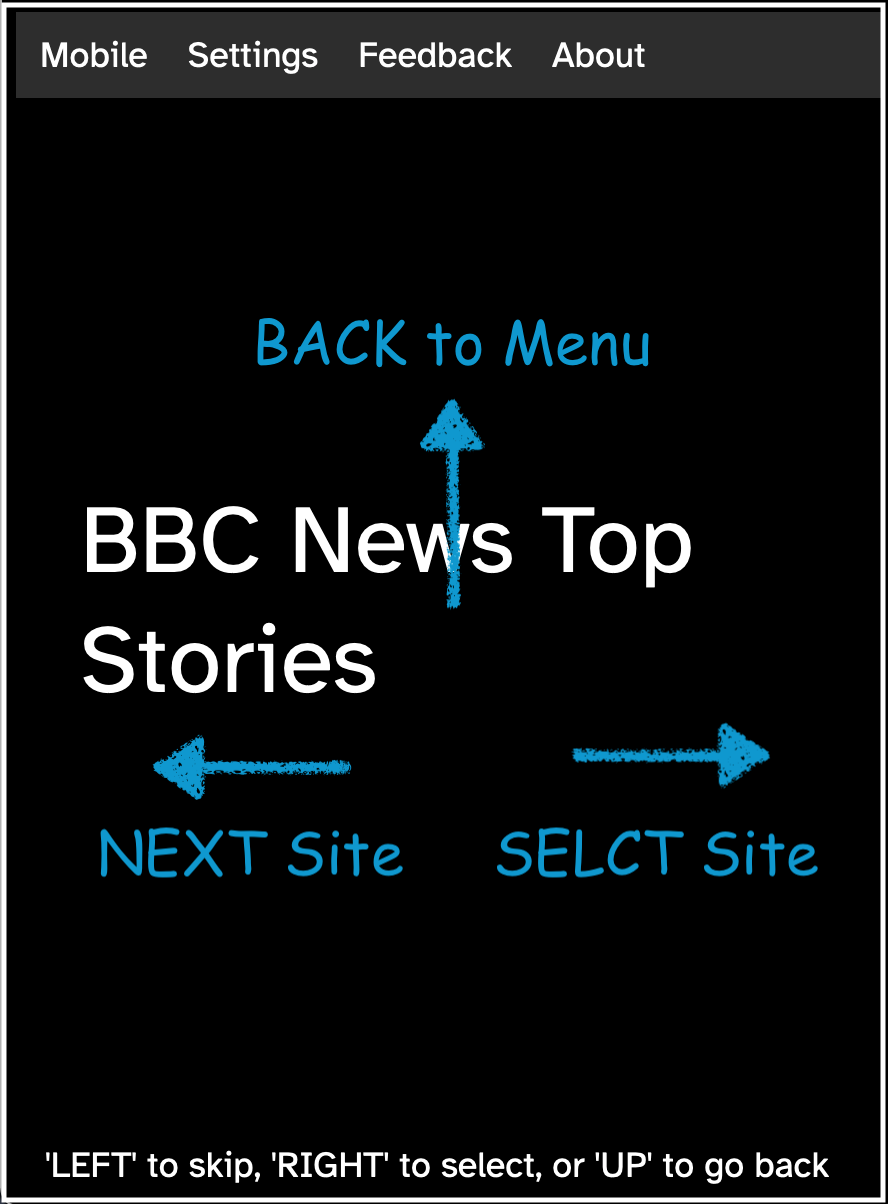 Mobile Settings Feedback About
BACK to Menu
BBC News Top
Stories
NEXT Site SELCT Site
'LEFT' to skip, 'RIGHT' to select, or 'UP' to go back